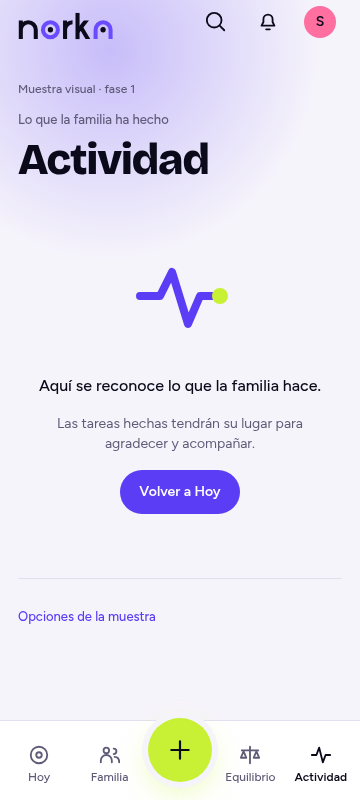 norka
S
Muestra visual · fase 1
Lo que la familia ha hecho
Actividad
Aquí se reconoce lo que la familia hace.
Las tareas hechas tendrán su lugar para
agradecer y acompañar.
Volver a Hoy
Opciones de la muestra
Hoy
Familia
Equilibrio
Actividad